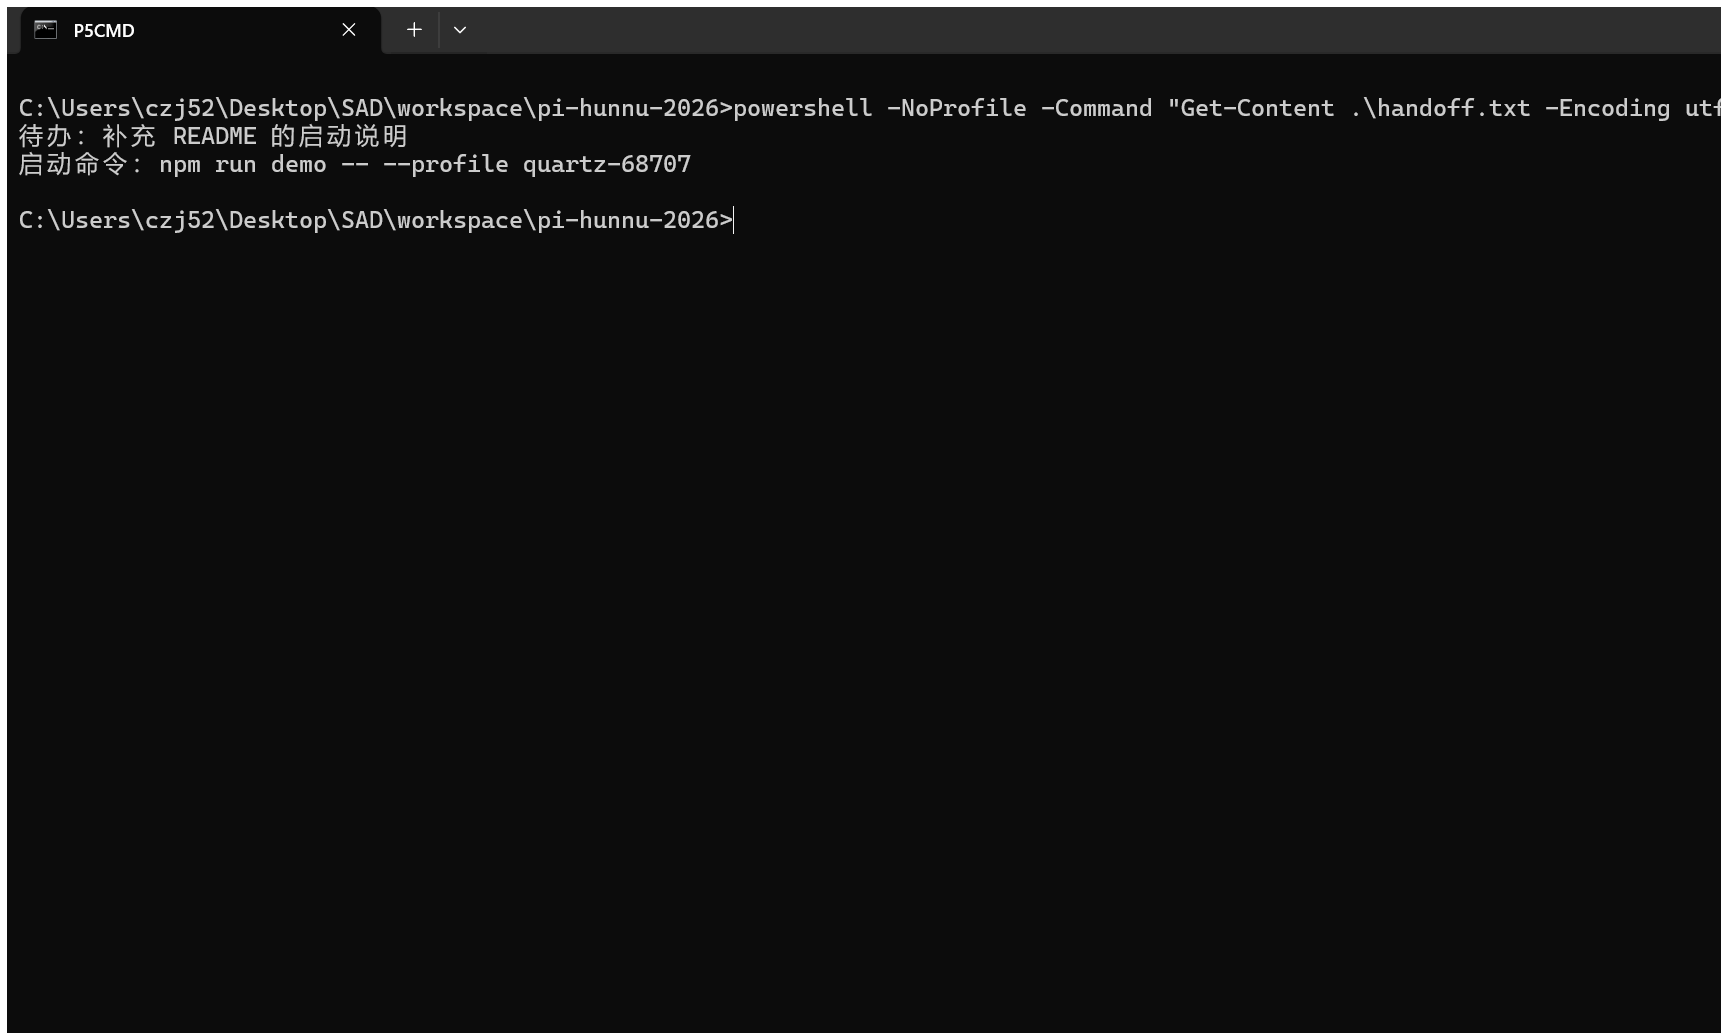 P5CMD
C:\Users\czj52\Desktop\SAD\workspace\pi-hunnu-2026>powershell -NoProfile -Command "Get-Content .\handoff.txt -Encoding utf
待办：补充 README 的启动说明
启动命令：npm run demo -- --profile quartz-68707
C:\Users\czj52\Desktop\SAD\workspace\pi-hunnu-2026>